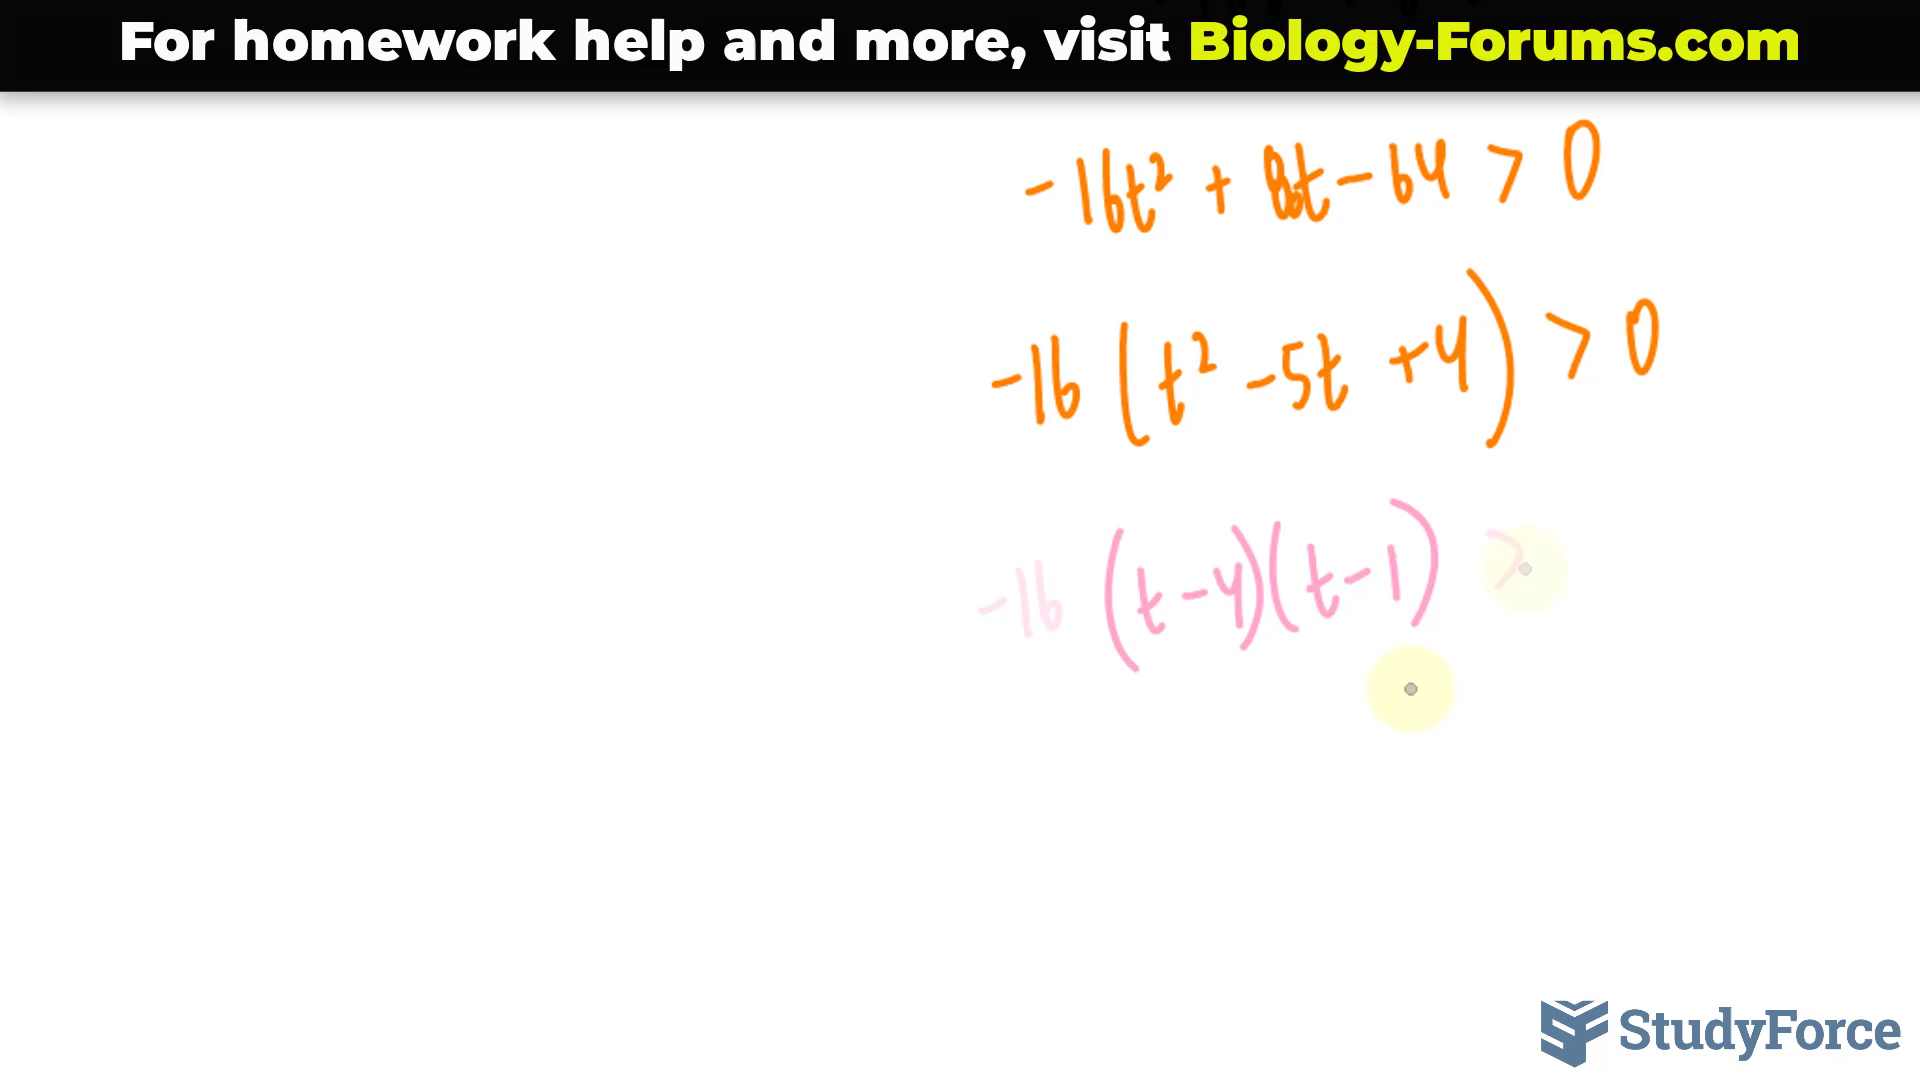 For homework help and more, visit Biology-Forums.com
-16t² + 80t - 64 > 0
-16 (t² - 5t + 4) > 0
-16 (t - 4)(t - 1) >
StudyForce